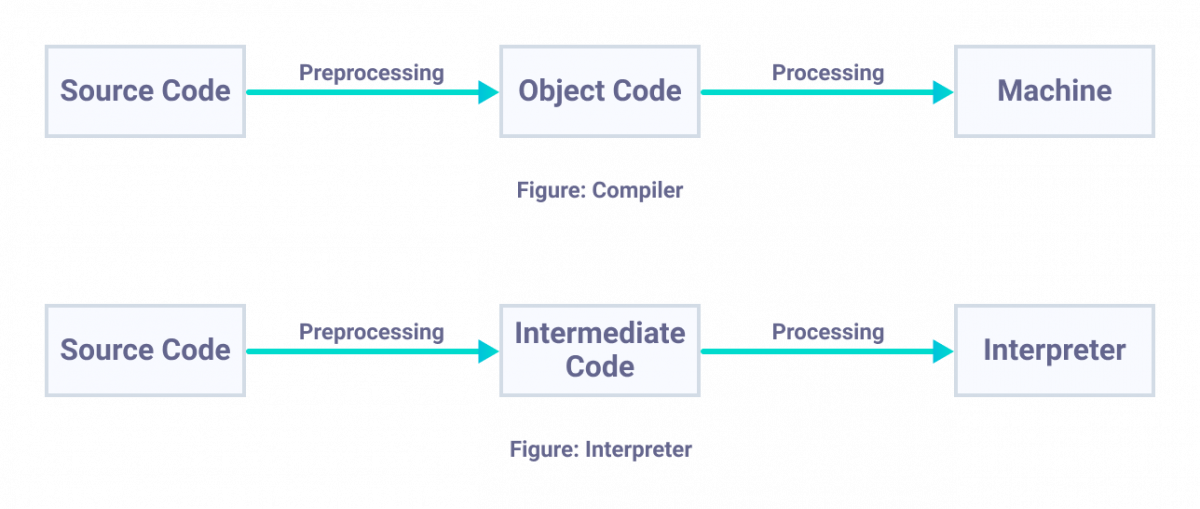 Source Code
Preprocessing
Object Code
Processing
Machine
Figure: Compiler
Source Code
Preprocessing
Intermediate
Code
Processing
Interpreter
Figure: Interpreter